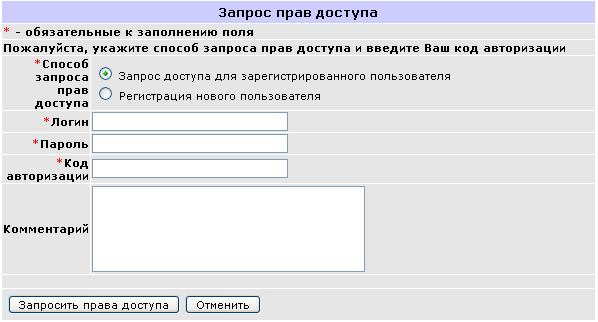 Запрос прав доступа
* - обязательные к заполнению поля
Пожалуйста, укажите способ запроса прав доступа и введите Ваш код авторизации
*Способ
запроса
прав
доступа
Запрос доступа для зарегистрированного пользователя
Регистрация нового пользователя
*Логин
*Пароль
*Код
авторизации
Комментарий
Запросить права доступа
Отменить